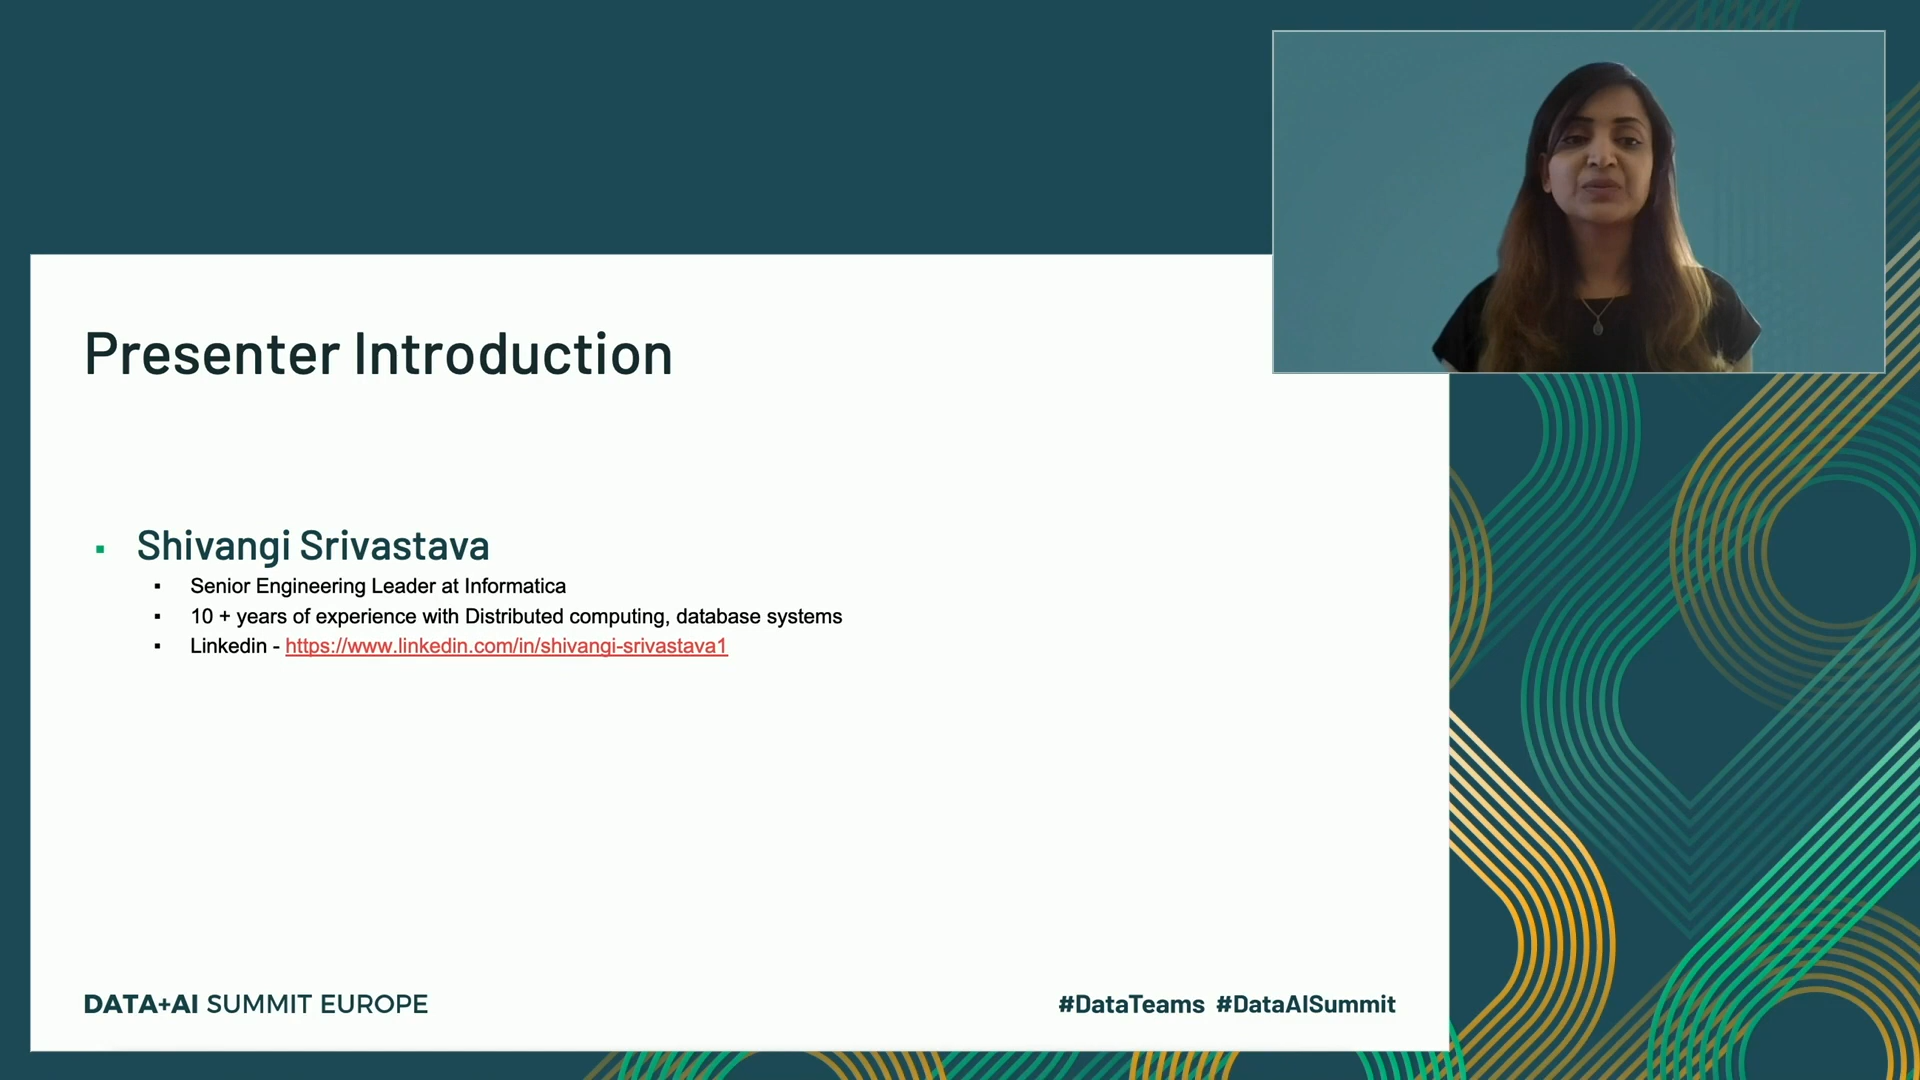 Presenter Introduction
Shivangi Srivastava
Senior Engineering Leader at Informatica
10 + years of experience with Distributed computing, database systems
Linkedin - https://www.linkedin.com/in/shivangi-srivastava1
DATA+AI SUMMIT EUROPE
#DataTeams #DataAISummit